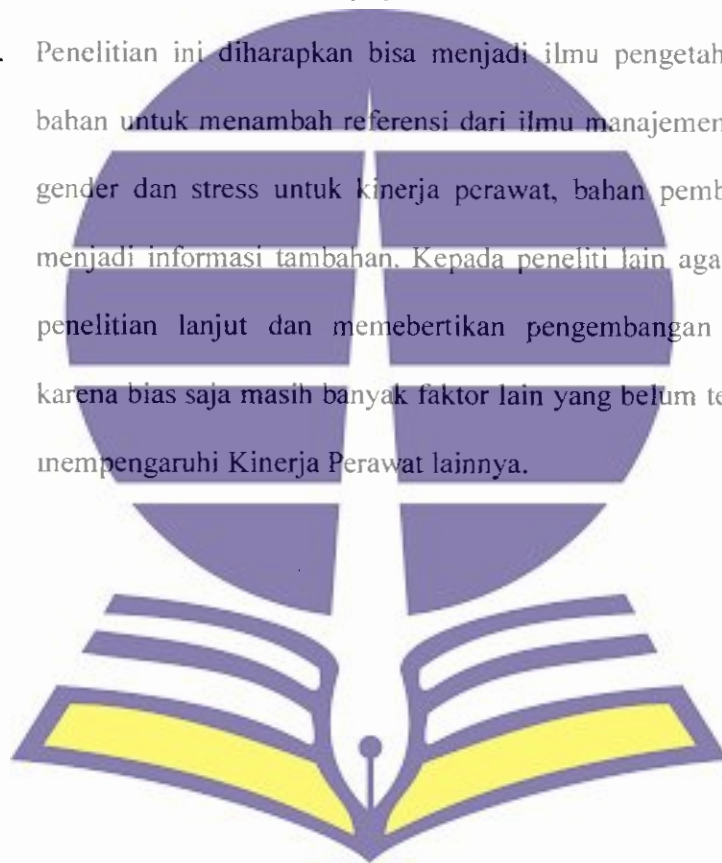 Penelitian ini diharapkan bisa menjadi ilmu pengetah
bahan untuk menambah referensi dari ilmu manajemen
gender dan stress untuk kinerja perawat, bahan pemb
menjadi informasi tambahan. Kepada peneliti lain aga
penelitian lanjut dan memebertikan pengembangan
karena bias saja masih banyak faktor lain yang belum te
mempengaruhi Kinerja Perawat lainnya.